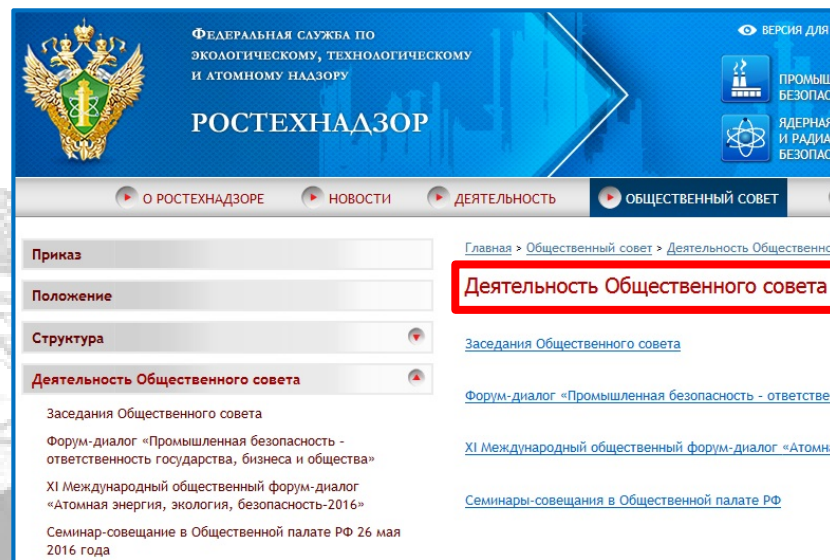 ФЕДЕРАЛЬНАЯ СЛУЖБА ПО
ЭКОЛОГИЧЕСКОМУ, ТЕХНОЛОГИЧЕСКОМУ
И АТОМНОМУ НАДЗОРУ
РОСТЕХНАДЗОР
ВЕРСИЯ ДЛЯ
ПРОМЫШ
БЕЗОПАС
ЯДЕРНАЯ
И РАДИА
БЕЗОПАС
О РОСТЕХНАДЗОРЕ
НОВОСТИ
ДЕЯТЕЛЬНОСТЬ
ОБЩЕСТВЕННЫЙ СОВЕТ
Приказ
Положение
Структура
Деятельность Общественного совета
Заседания Общественного совета
Форум-диалог «Промышленная безопасность -
ответственность государства, бизнеса и общества»
XI Международный общественный форум-диалог
«Атомная энергия, экология, безопасность-2016»
Семинар-совещание в Общественной палате РФ 26 мая
2016 года
Главная > Общественный совет > Деятельность Общественно
Деятельность Общественного совета
Заседания Общественного совета
Форум-диалог «Промышленная безопасность - ответстве
XI Международный общественный форум-диалог «Атомн
Семинары-совещания в Общественной палате РФ